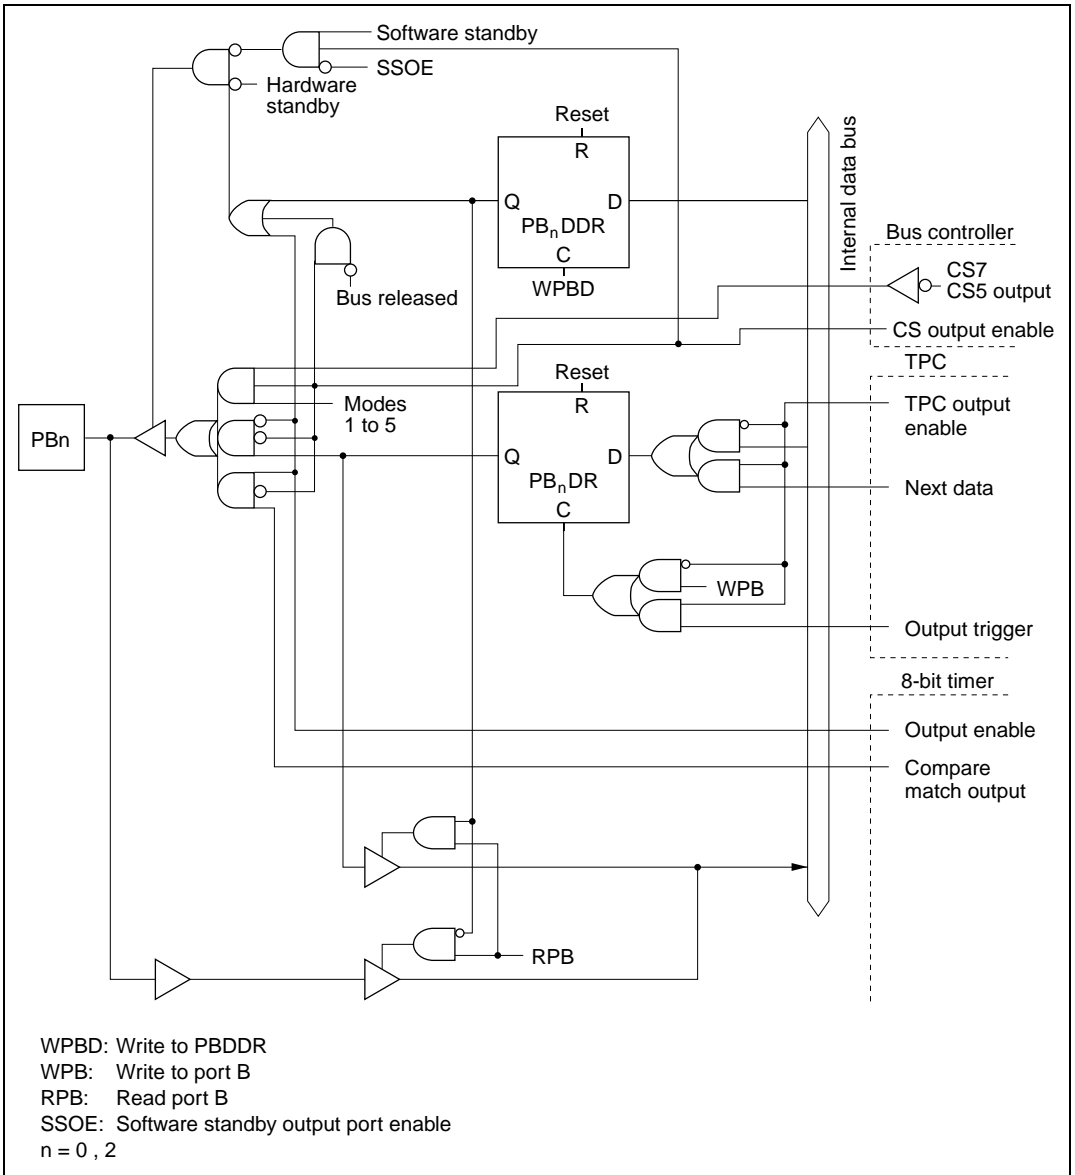 Software standby
SSOE
Hardware
standby
Reset
R
Q
D
PBnDDR
C
WPBD
Bus released
Internal data bus
Bus controller
CS7
CS5 output
CS output enable
TPC
Modes
1 to 5
Reset
R
TPC output
enable
PBn
Q
D
PBnDR
C
Next data
WPB
Output trigger
8-bit timer
Output enable
Compare
match output
RPB
WPBD: Write to PBDDR
WPB: Write to port B
RPB: Read port B
SSOE: Software standby output port enable
n = 0 , 2